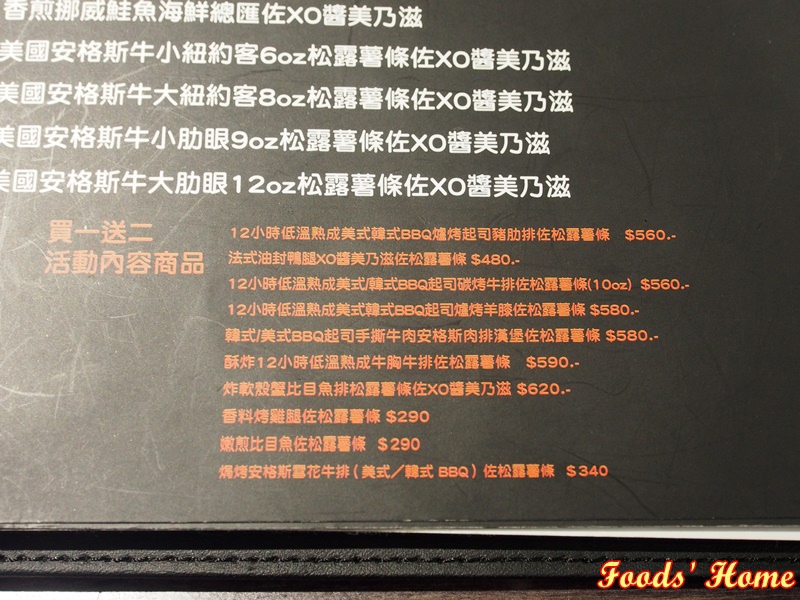 香煎挪威鮭魚海鮮總匯佐XO醬美乃滋
美國安格斯牛小紐約客6oz松露薯條佐XO醬美乃滋
美國安格斯牛大紐約客8oz松露薯條佐XO醬美乃滋
美國安格斯牛小肋眼9oz松露薯條佐XO醬美乃滋
美國安格斯牛大肋眼12oz松露薯條佐XO醬美乃滋
買一送二
活動內容商品
12小時低溫熟成美式韓式BBQ爐烤起司豬肋排佐松露薯條 $560.-
法式油封鴨腿XO醬美乃滋佐松露薯條 $480.-
12小時低溫熟成美式/韓式BBQ起司碳烤牛排佐松露薯條(10oz) $560.-
12小時低溫熟成美式韓式BBQ起司爐烤羊膝佐松露薯條 $580.-
韓式/美式BBQ起司手撕牛肉安格斯肉排漢堡佐松露薯條 $580.-
酥炸12小時低溫熟成牛胸牛排佐松露薯條 $590.-
炸軟殼蟹比目魚排松露薯條佐XO醬美乃滋 $620.-
香料烤雞腿佐松露薯條 $290
嫩煎比目魚佐松露薯條 $290
焗烤安格斯雪花牛排(美式/韓式 BBQ) 佐松露薯條 $340
Foods' Home